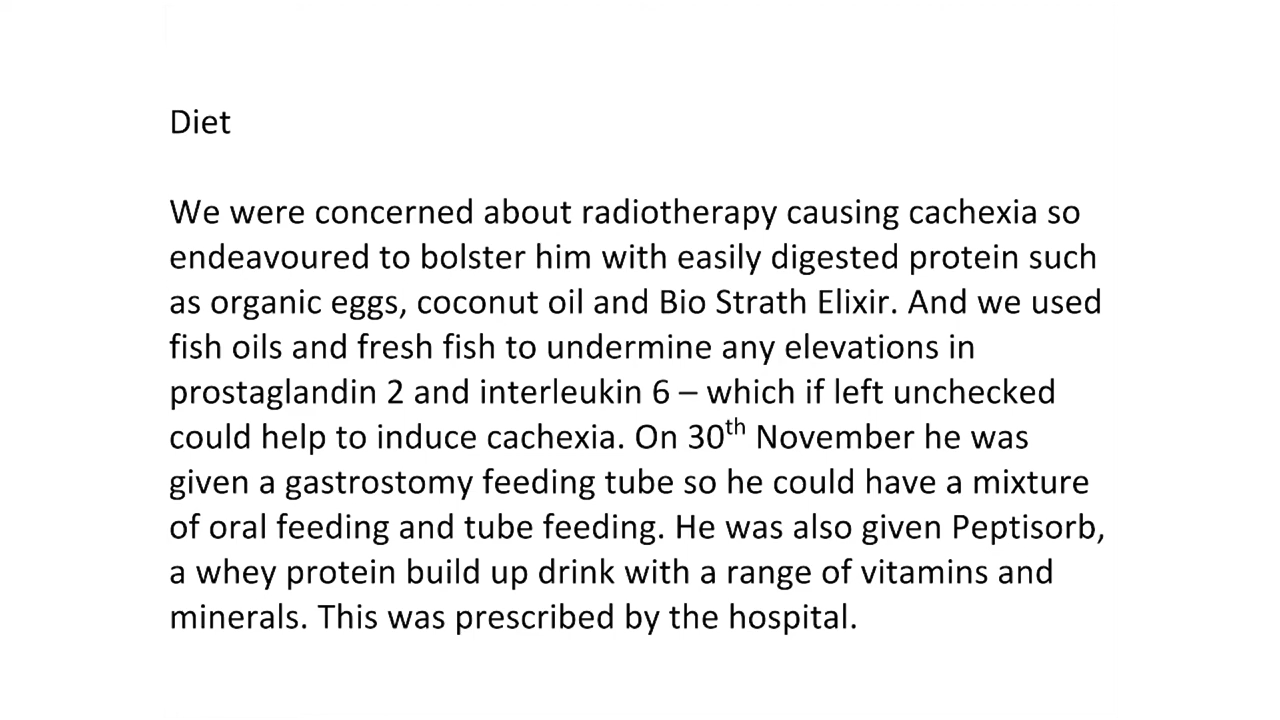 Diet
We were concerned about radiotherapy causing cachexia so
endeavoured to bolster him with easily digested protein such
as organic eggs, coconut oil and Bio Strath Elixir. And we used
fish oils and fresh fish to undermine any elevations in
prostaglandin 2 and interleukin 6 – which if left unchecked
could help to induce cachexia. On 30th November he was
given a gastrostomy feeding tube so he could have a mixture
of oral feeding and tube feeding. He was also given Peptisorb,
a whey protein build up drink with a range of vitamins and
minerals. This was prescribed by the hospital.